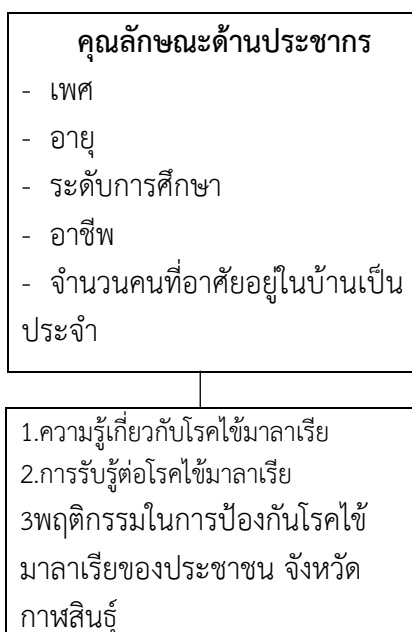 คุณลักษณะด้านประชากร
- เพศ
- อายุ
- ระดับการศึกษา
- อาชีพ
- จำนวนคนที่อาศัยอยู่ในบ้านเป็น
ประจำ
1.ความรู้เกี่ยวกับโรคไข้มาลาเรีย
2.การรับรู้ต่อโรคไข้มาลาเรีย
3พฤติกรรมในการป้องกันโรคไข้
มาลาเรียของประชาชน จังหวัด
กาฬสินธุ์